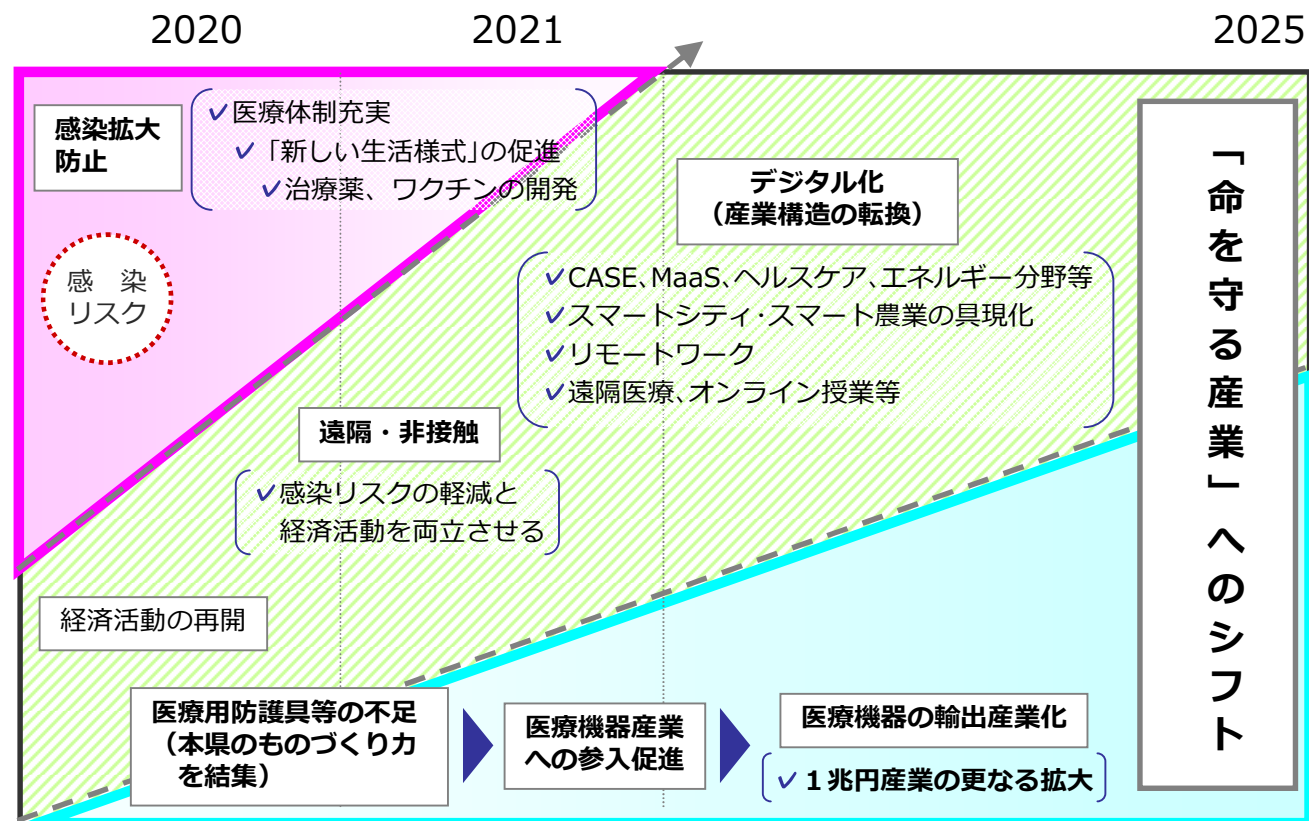 2020
2021
2025
感染拡大
防止
✓医療体制充実
✓「新しい生活様式」の促進
✓治療薬、ワクチンの開発
感 染
リスク
デジタル化
（産業構造の転換）
✓CASE、MaaS、ヘルスケア、エネルギー分野等
✓スマートシティ・スマート農業の具現化
✓リモートワーク
✓遠隔医療、オンライン授業等
遠隔・非接触
✓感染リスクの軽減と
経済活動を両立させる
経済活動の再開
医療用防護具等の不足
（本県のものづくり力
を結集）
医療機器産業
への参入促進
医療機器の輸出産業化
✓１兆円産業の更なる拡大
「命を守る産業」へのシフト